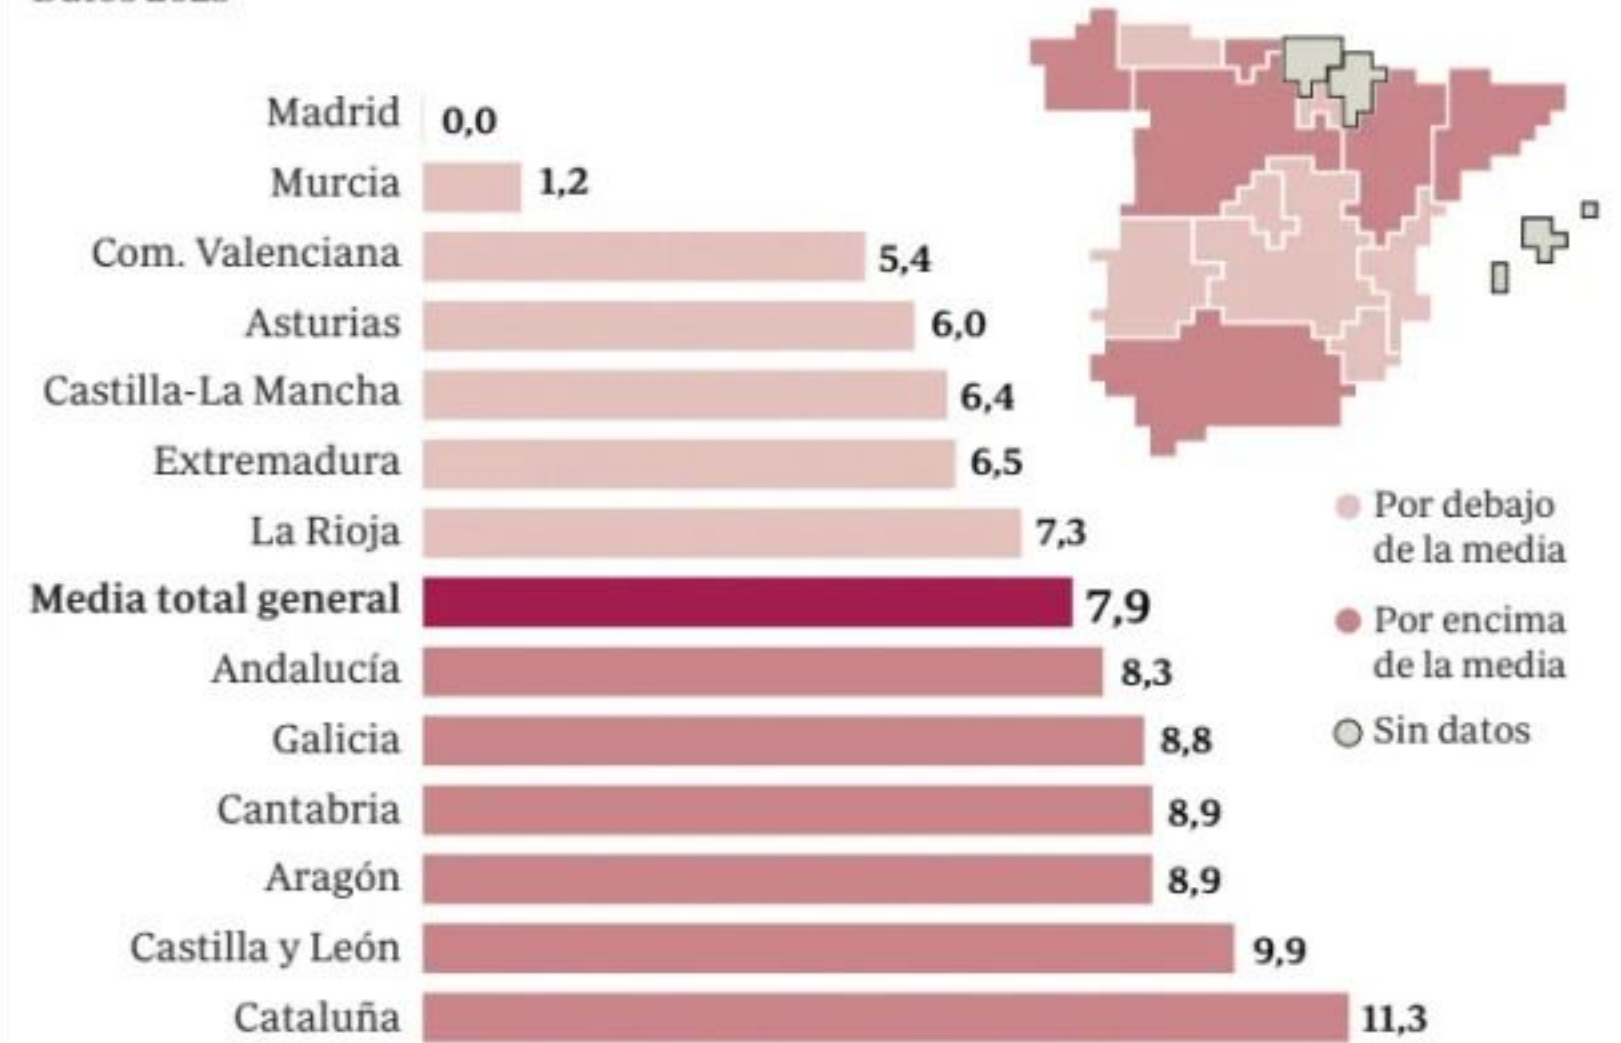 Madrid 0,0
Murcia 1,2
Com. Valenciana 5,4
Asturias 6,0
Castilla-La Mancha 6,4
Extremadura 6,5
La Rioja 7,3
Media total general 7,9
Andalucía 8,3
Galicia 8,8
Cantabria 8,9
Aragón 8,9
Castilla y León 9,9
Cataluña 11,3
Por debajo
de la media
Por encima
de la media
Sin datos